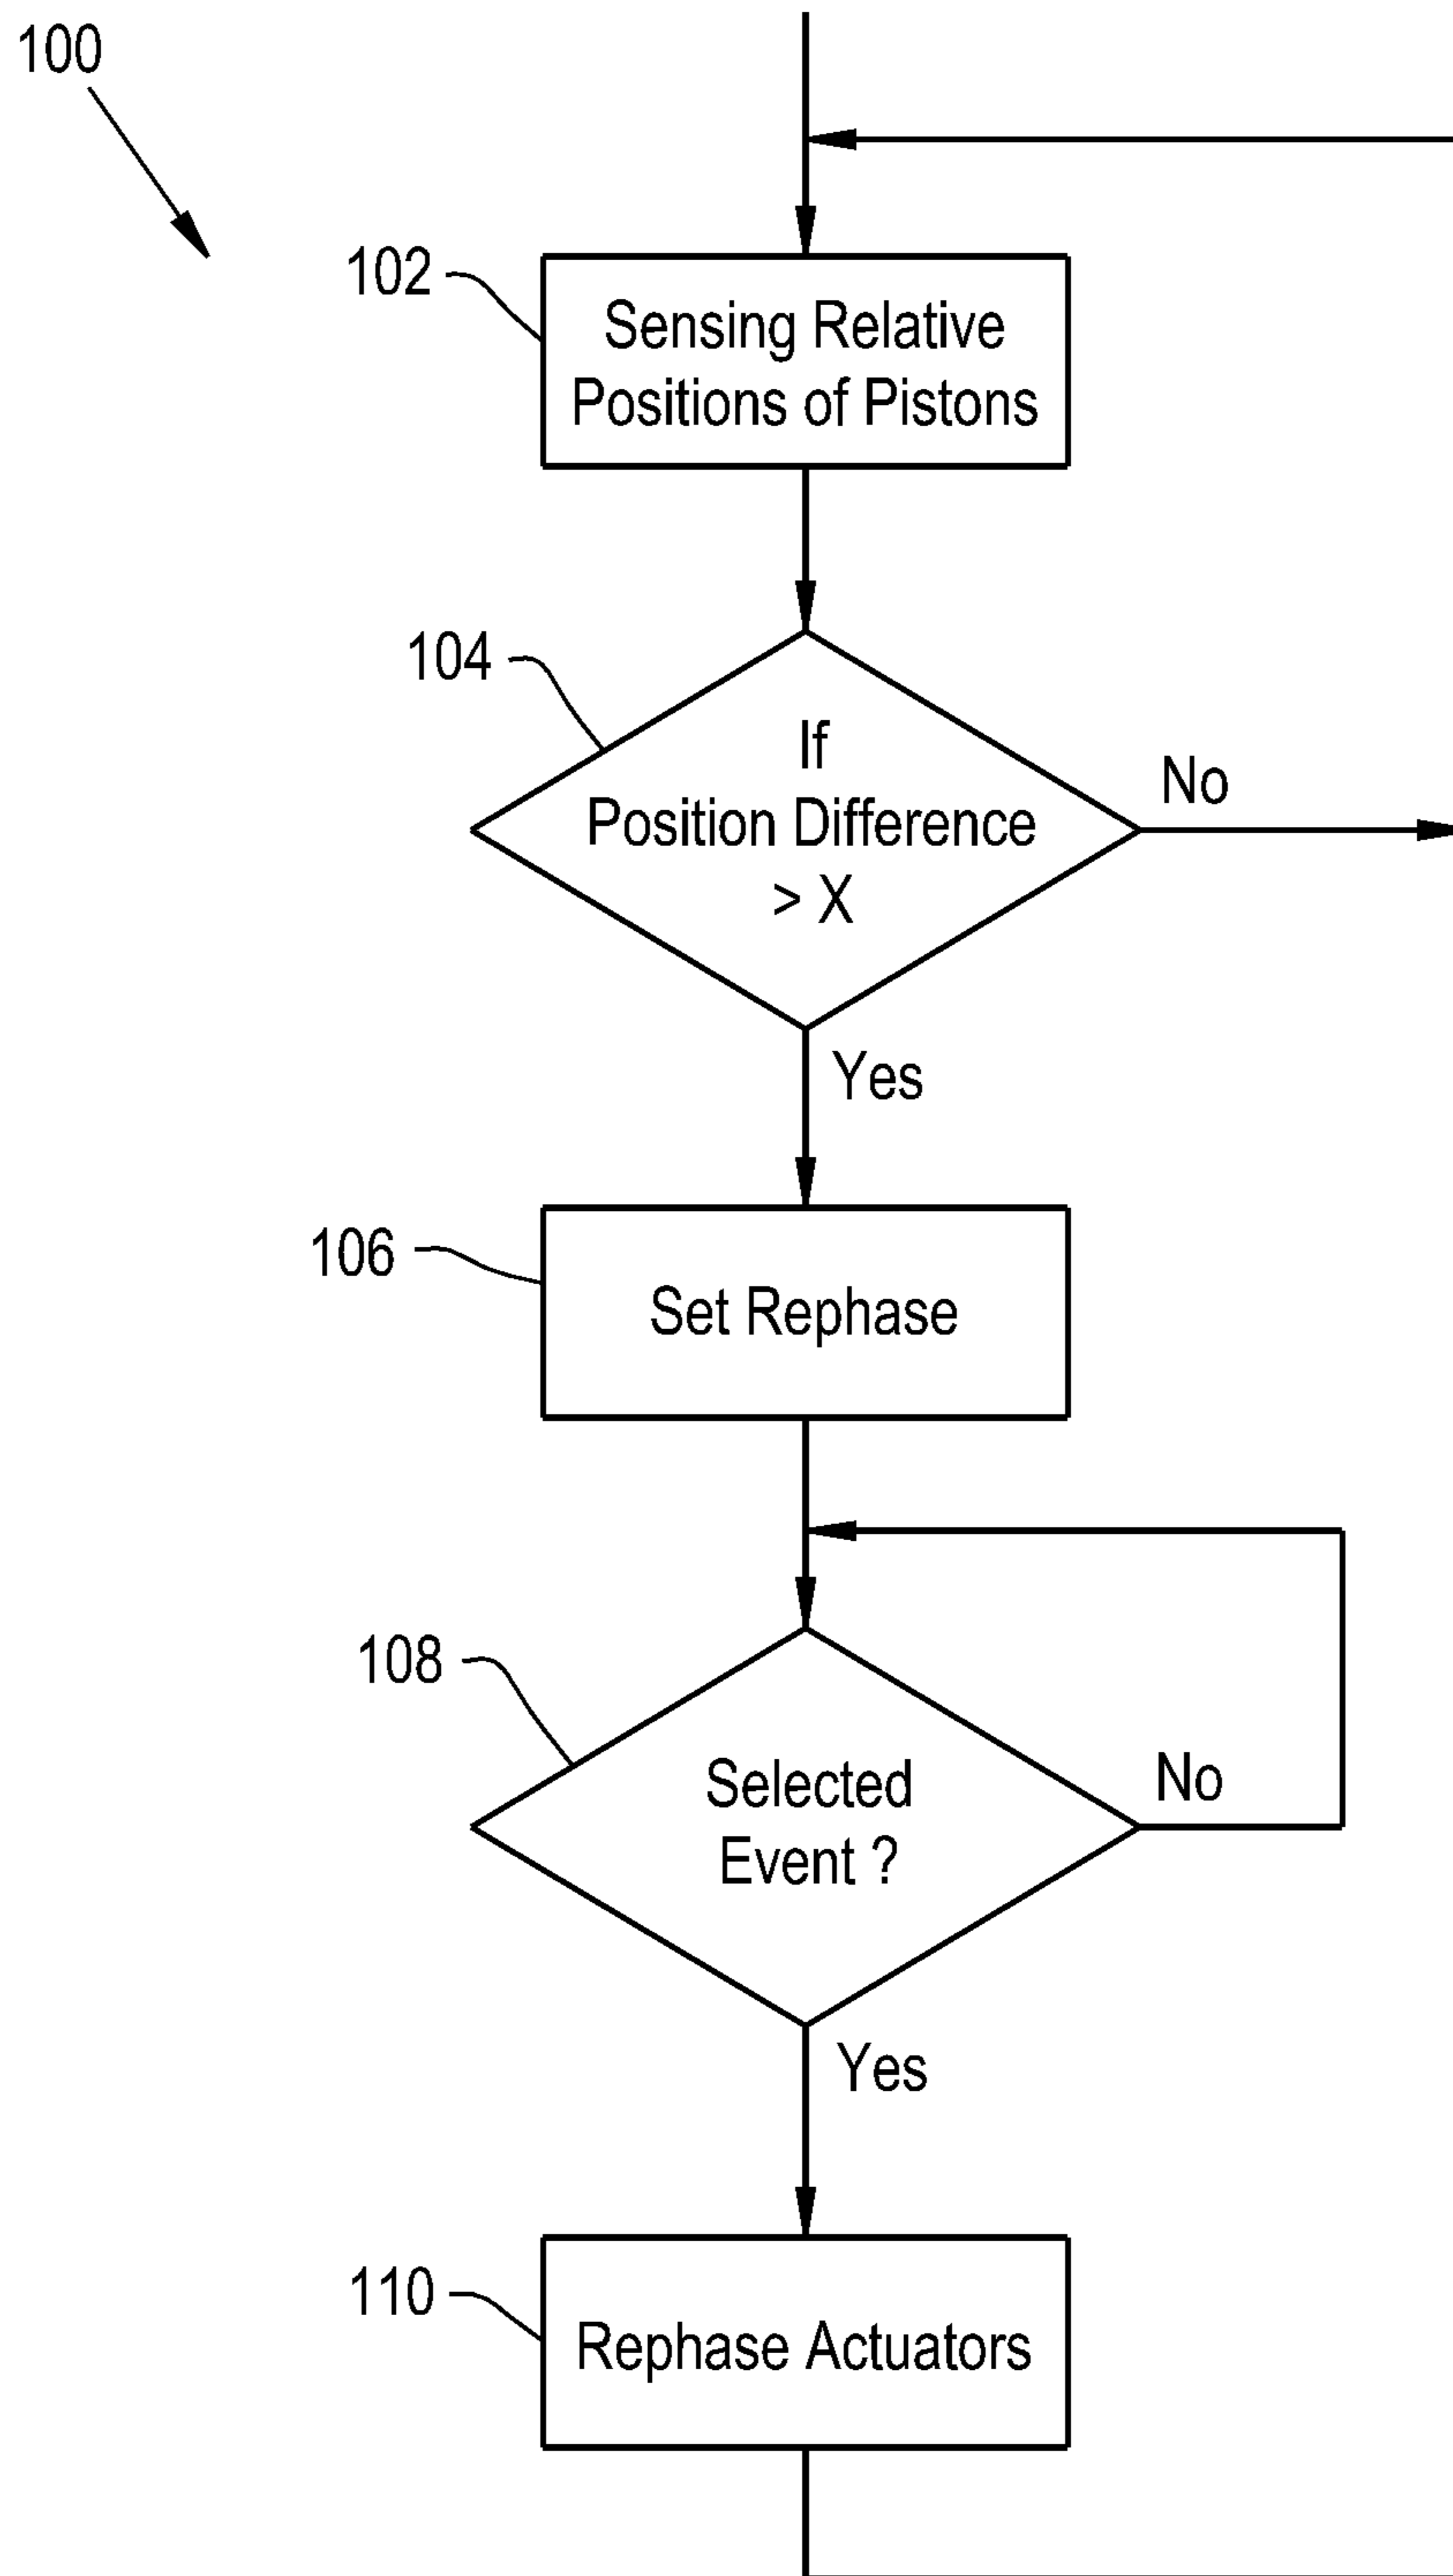 100
102
Sensing Relative
Positions of Pistons
104
If
Position Difference
> X
No
Yes
106
Set Rephase
108
Selected
Event ?
No
Yes
110
Rephase Actuators